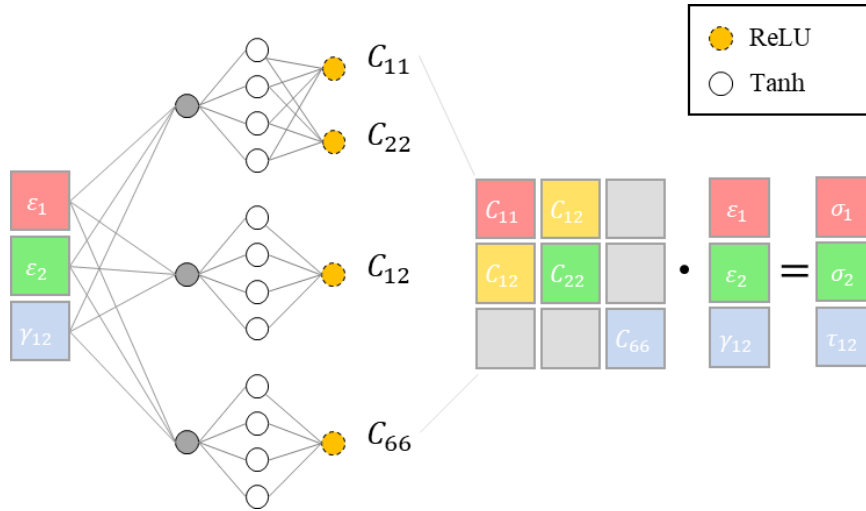 ReLU
Tanh
C₁₁
C₂₂
C₁₂
C₆₆
ε₁
ε₂
γ₁₂
C₁₁ C₁₂
C₁₂ C₂₂
C₆₆
·
ε₁
ε₂
γ₁₂
=
σ₁
σ₂
τ₁₂